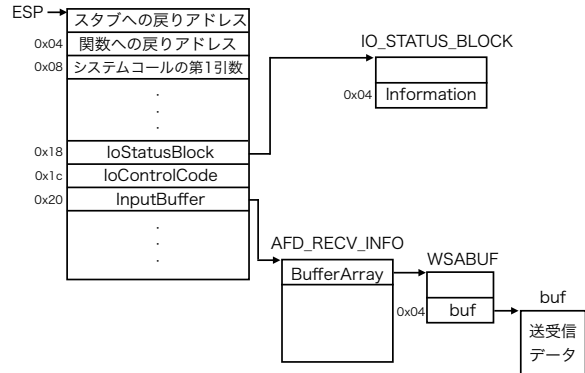 ESP
スタブへの戻りアドレス
0x04
関数への戻りアドレス
0x08
システムコールの第1引数
.
.
.
0x18
IoStatusBlock
0x1c
IoControlCode
0x20
InputBuffer
.
.
.
IO_STATUS_BLOCK
0x04
Information
AFD_RECV_INFO
BufferArray
WSABUF
0x04
buf
buf
送受信
データ